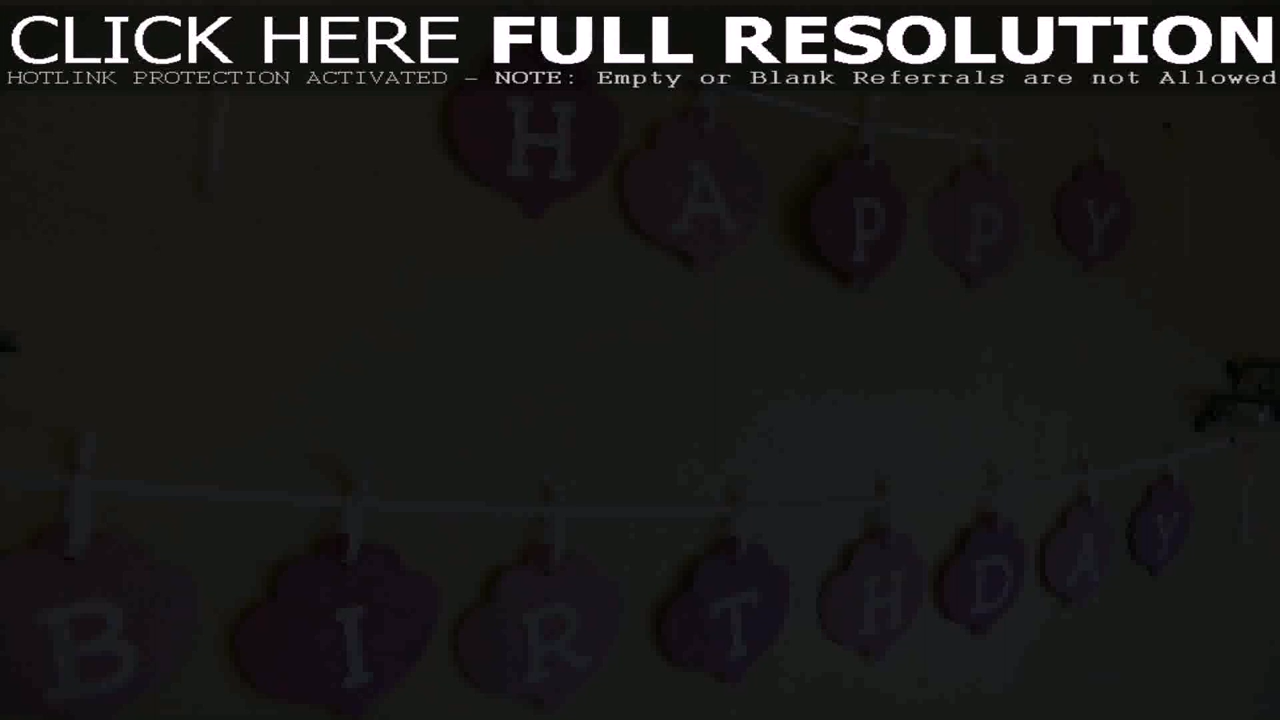 CLICK HERE FULL RESOLUTION
HOTLINK PROTECTION ACTIVATED – NOTE: Empty or Blank Referrals are not Allowed
HAPPY
BIRTHDAY